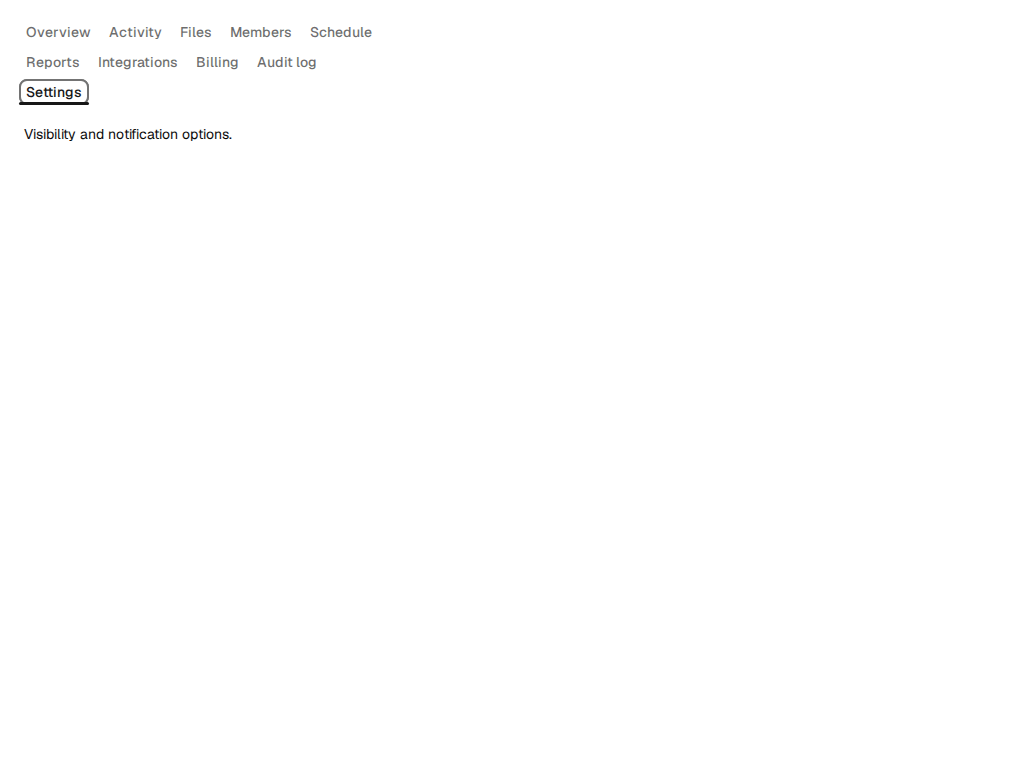 Overview Activity Files Members Schedule
Reports Integrations Billing Audit log
Settings
Visibility and notification options.